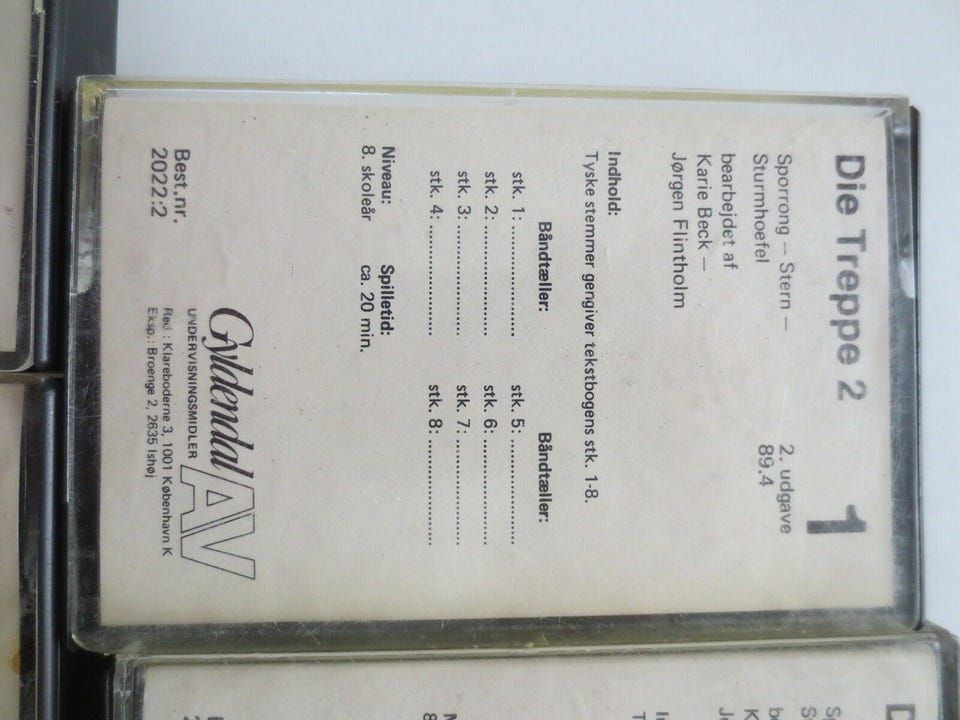 Die Treppe 2
1
Sporrong – Stern –
Sturmhoefel
2. udgave
89.4
bearbejdet af
Karie Beck –
Jørgen Flintholm
Indhold:
Tyske stemmer gengiver tekstbogens stk. 1-8.
Båndtæller: Båndtæller:
stk. 1: .................... stk. 5: ....................
stk. 2: .................... stk. 6: ....................
stk. 3: .................... stk. 7: ....................
stk. 4: .................... stk. 8: ....................
Niveau: Spilletid:
8. skoleår ca. 20 min.
Gyldendal AV
UNDERVISNINGSMIDLER
Best.nr.
2022:2
Red.: Klareboderne 3, 1001 København K
Eksp.: Broenge 2, 2635 Ishøj